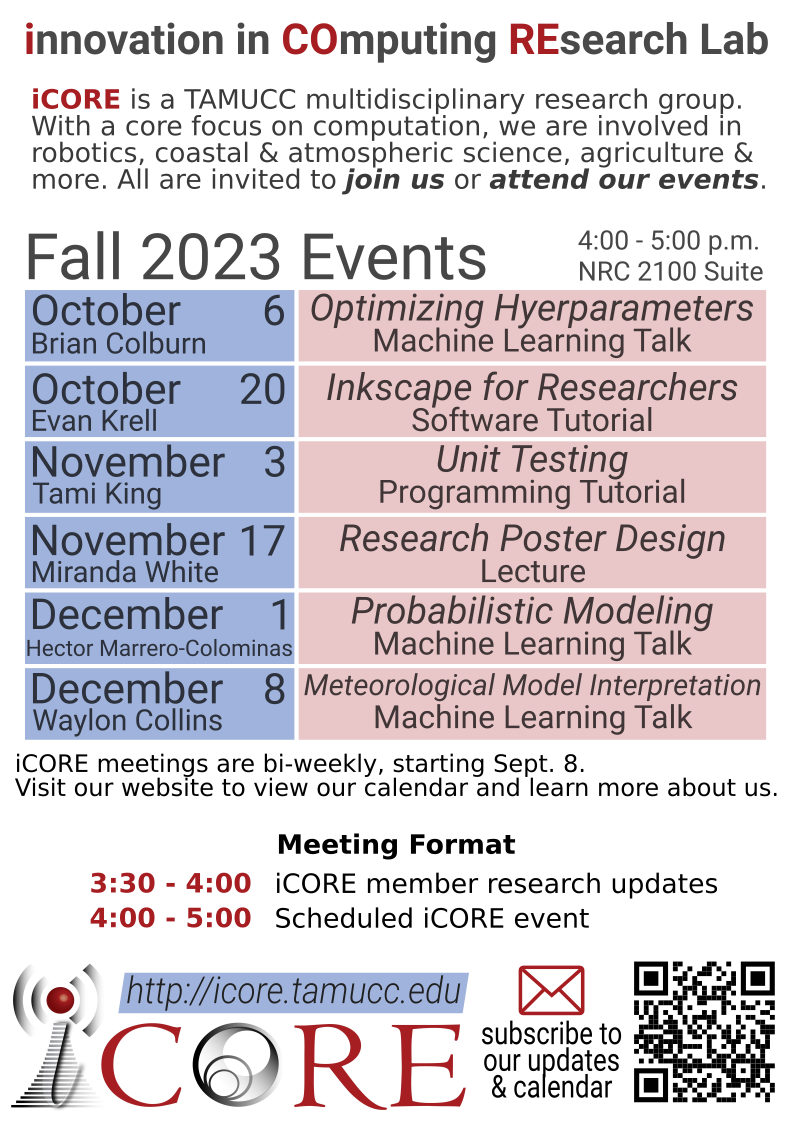 innovation in COmputing REsearch Lab
iCORE is a TAMUCC multidisciplinary research group.
With a core focus on computation, we are involved in
robotics, coastal & atmospheric science, agriculture &
more. All are invited to join us or attend our events.
Fall 2023 Events
4:00 - 5:00 p.m.
NRC 2100 Suite
October 6
Brian Colburn
Optimizing Hyerparameters
Machine Learning Talk
October 20
Evan Krell
Inkscape for Researchers
Software Tutorial
November 3
Tami King
Unit Testing
Programming Tutorial
November 17
Miranda White
Research Poster Design
Lecture
December 1
Hector Marrero-Colominas
Probabilistic Modeling
Machine Learning Talk
December 8
Waylon Collins
Meteorological Model Interpretation
Machine Learning Talk
iCORE meetings are bi-weekly, starting Sept. 8.
Visit our website to view our calendar and learn more about us.
Meeting Format
3:30 - 4:00 iCORE member research updates
4:00 - 5:00 Scheduled iCORE event
http://icore.tamucc.edu
iCORE
subscribe to
our updates
& calendar